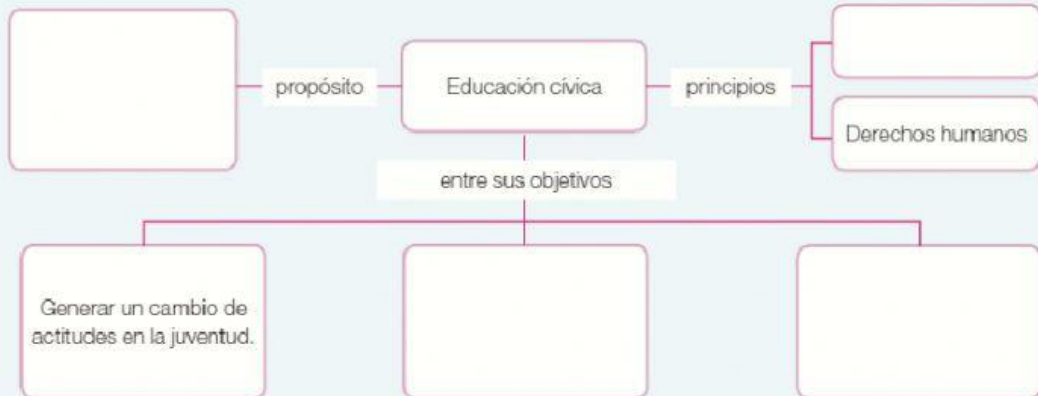 propósito
Educación cívica
principios
Derechos humanos
entre sus objetivos
Generar un cambio de
actitudes en la juventud.